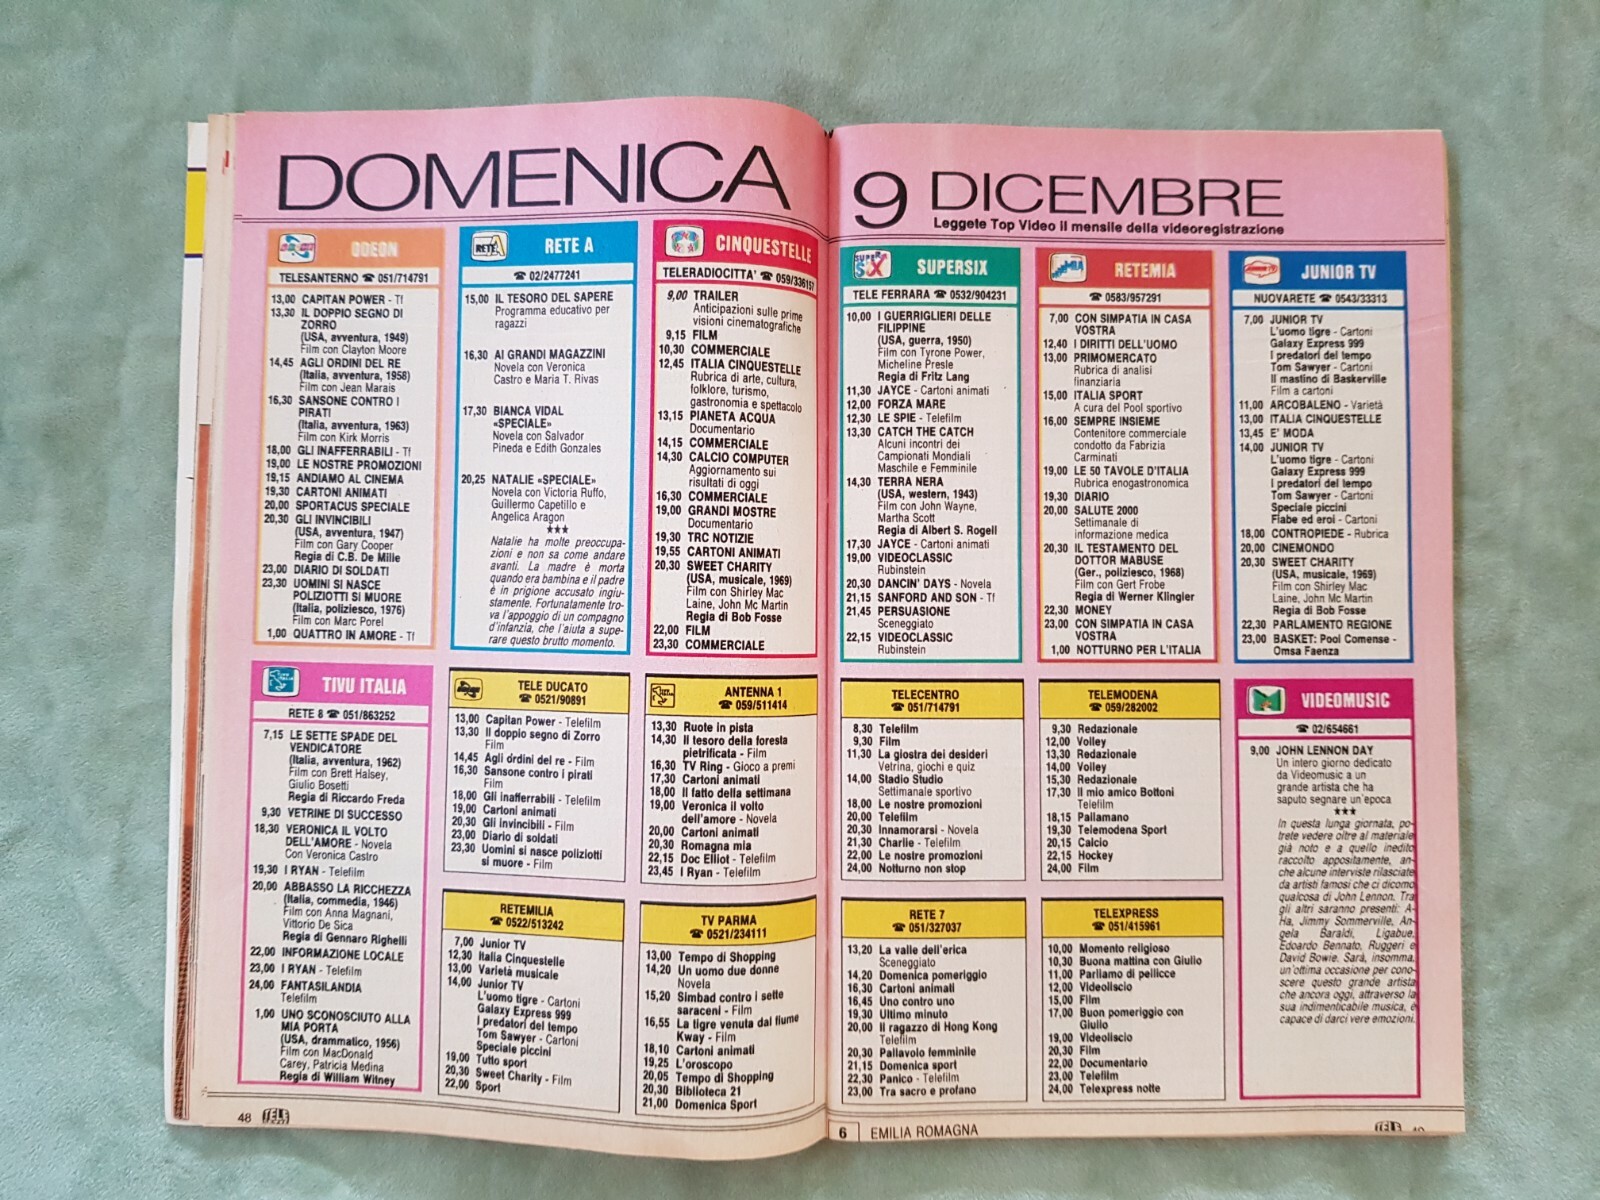 DOMENICA
9 DICEMBRE
Leggete Top Video il mensile della videoregistrazione
ODEON
TELESANTERNO ☎ 051/714791
13,00 CAPITAN POWER - Tf
13,30 IL DOPPIO SEGNO DI
ZORRO
(USA, avventura, 1949)
Film con Clayton Moore
14,45 AGLI ORDINI DEL RE
(Italia, avventura, 1958)
Film con Jean Marais
16,30 SANSONE CONTRO I
PIRATI
(Italia, avventura, 1963)
Film con Kirk Morris
18,00 GLI INAFFERRABILI - Tf
19,00 LE NOSTRE PROMOZIONI
19,15 ANDIAMO AL CINEMA
19,30 CARTONI ANIMATI
20,00 SPORTACUS SPECIALE
20,30 GLI INVINCIBILI
(USA, avventura, 1947)
Film con Gary Cooper
Regia di C.B. De Mille
23,00 DIARIO DI SOLDATI
23,30 UOMINI SI NASCE
POLIZIOTTI SI MUORE
(Italia, poliziesco, 1976)
Film con Marc Porel
1,00 QUATTRO IN AMORE - Tf
RETE A
RETE A
☎ 02/2477241
15,00 IL TESORO DEL SAPERE
Programma educativo per
ragazzi
16,30 AI GRANDI MAGAZZINI
Novela con Veronica
Castro e Maria T. Rivas
17,30 BIANCA VIDAL
«SPECIALE»
Novela con Salvador
Pineda e Edith Gonzales
20,25 NATALIE «SPECIALE»
Novela con Victoria Ruffo,
Guillermo Capetillo e
Angelica Aragon
★★★
Natalie ha molte preoccupa-
zioni e non sa come andare
avanti. La madre è morta
quando era bambina e il padre
è in prigione accusato ingiu-
stamente. Fortunatamente tro-
va l'appoggio di un compagno
d'infanzia, che l'aiuta a supe-
rare questo brutto momento.
CINQUESTELLE
TELERADIOCITTA' ☎ 059/336157
9,00 TRAILER
Anticipazioni sulle prime
visioni cinematografiche
9,15 FILM
10,30 COMMERCIALE
12,45 ITALIA CINQUESTELLE
Rubrica di arte, cultura,
folklore, turismo,
gastronomia e spettacolo
13,15 PIANETA ACQUA
Documentario
14,15 COMMERCIALE
14,30 CALCIO COMPUTER
Aggiornamento sui
risultati di oggi
16,30 COMMERCIALE
19,00 GRANDI MOSTRE
Documentario
19,30 TRC NOTIZIE
19,55 CARTONI ANIMATI
20,30 SWEET CHARITY
(USA, musicale, 1969)
Film con Shirley Mac
Laine, John Mc Martin
Regia di Bob Fosse
22,00 FILM
23,30 COMMERCIALE
SUPER SIX
SUPERSIX
TELE FERRARA ☎ 0532/904231
10,00 I GUERRIGLIERI DELLE
FILIPPINE
(USA, guerra, 1950)
Film con Tyrone Power,
Micheline Presle
Regia di Fritz Lang
11,30 JAYCE - Cartoni animati
12,00 FORZA MARE
12,30 LE SPIE - Telefilm
13,30 CATCH THE CATCH
Alcuni incontri dei
Campionati Mondiali
Maschile e Femminile
14,30 TERRA NERA
(USA, western, 1943)
Film con John Wayne,
Martha Scott
Regia di Albert S. Rogell
17,30 JAYCE - Cartoni animati
19,00 VIDEOCLASSIC
Rubinstein
20,30 DANCIN' DAYS - Novela
21,15 SANFORD AND SON - Tf
21,45 PERSUASIONE
Sceneggiato
22,15 VIDEOCLASSIC
Rubinstein
RETEMIA
☎ 0583/957291
7,00 CON SIMPATIA IN CASA
VOSTRA
12,40 I DIRITTI DELL'UOMO
13,00 PRIMOMERCATO
Rubrica di analisi
finanziaria
15,00 ITALIA SPORT
A cura del Pool sportivo
16,00 SEMPRE INSIEME
Contenitore commerciale
condotto da Fabrizia
Carminati
19,00 LE 50 TAVOLE D'ITALIA
Rubrica enogastronomica
19,30 DIARIO
20,00 SALUTE 2000
Settimanale di
informazione medica
20,30 IL TESTAMENTO DEL
DOTTOR MABUSE
(Ger., poliziesco, 1968)
Film con Gert Frobe
Regia di Werner Klingler
22,30 MONEY
23,00 CON SIMPATIA IN CASA
VOSTRA
1,00 NOTTURNO PER L'ITALIA
JUNIOR TV
JUNIOR TV
NUOVARETE ☎ 0543/33313
7,00 JUNIOR TV
L'uomo tigre - Cartoni
Galaxy Express 999
I predatori del tempo
Tom Sawyer - Cartoni
Il mastino di Baskerville
Film a cartoni
11,00 ARCOBALENO - Varietà
13,00 ITALIA CINQUESTELLE
13,45 E' MODA
14,00 JUNIOR TV
L'uomo tigre - Cartoni
Galaxy Express 999
I predatori del tempo
Tom Sawyer - Cartoni
Speciale piccini
Fiabe ed eroi - Cartoni
18,00 CONTROPIEDE - Rubrica
20,00 CINEMONDO
20,30 SWEET CHARITY
(USA, musicale, 1969)
Film con Shirley Mac
Laine, John Mc Martin
Regia di Bob Fosse
22,30 PARLAMENTO REGIONE
23,00 BASKET: Pool Comense -
Omsa Faenza
TIVU ITALIA
RETE 8 ☎ 051/863252
7,15 LE SETTE SPADE DEL
VENDICATORE
(Italia, avventura, 1962)
Film con Brett Halsey,
Giulio Bosetti
Regia di Riccardo Freda
9,30 VETRINE DI SUCCESSO
18,30 VERONICA IL VOLTO
DELL'AMORE - Novela
Con Veronica Castro
19,30 I RYAN - Telefilm
20,00 ABBASSO LA RICCHEZZA
(Italia, commedia, 1946)
Film con Anna Magnani,
Vittorio De Sica
Regia di Gennaro Righelli
22,00 INFORMAZIONE LOCALE
23,00 I RYAN - Telefilm
24,00 FANTASILANDIA
Telefilm
1,00 UNO SCONOSCIUTO ALLA
MIA PORTA
(USA, drammatico, 1956)
Film con MacDonald
Carey, Patricia Medina
Regia di William Witney
TELE DUCATO
☎ 0521/90891
13,00 Capitan Power - Telefilm
13,30 Il doppio segno di Zorro
Film
14,45 Agli ordini del re - Film
16,30 Sansone contro i pirati
Film
18,00 Gli inafferrabili - Telefilm
19,00 Cartoni animati
20,30 Gli invincibili - Film
23,00 Diario di soldati
23,30 Uomini si nasce poliziotti
si muore - Film
ANTENNA 1
☎ 059/511414
13,30 Ruote in pista
14,30 Il tesoro della foresta
pietrificata - Film
16,30 TV Ring - Gioco a premi
17,30 Cartoni animati
18,00 Il fatto della settimana
19,00 Veronica il volto
dell'amore - Novela
20,00 Cartoni animati
20,30 Romagna mia
22,15 Doc Elliot - Telefilm
23,45 I Ryan - Telefilm
TELECENTRO
☎ 051/714791
8,30 Telefilm
9,30 Film
11,30 La giostra dei desideri
Vetrina, giochi e quiz
14,00 Stadio Studio
Settimanale sportivo
18,00 Le nostre promozioni
20,00 Telefilm
20,30 Innamorarsi - Novela
21,30 Charlie - Telefilm
22,00 Le nostre promozioni
24,00 Notturno non stop
TELEMODENA
☎ 059/282002
9,30 Redazionale
12,00 Volley
13,30 Redazionale
14,00 Volley
15,30 Redazionale
17,30 Il mio amico Bottoni
Telefilm
18,15 Pallamano
19,30 Telemodena Sport
20,15 Calcio
22,15 Hockey
24,00 Film
VIDEOMUSIC
☎ 02/654661
9,00 JOHN LENNON DAY
Un intero giorno dedicato
da Videomusic a un
grande artista che ha
saputo segnare un'epoca
★★★
In questa lunga giornata, po-
trete vedere oltre al materiale
già noto e a quello inedito
raccolto appositamente, an-
che alcune interviste rilasciate
da artisti famosi che ci dicono
qualcosa di John Lennon. Tra
gli altri saranno presenti: A-
Ha, Jimmy Sommerville, An-
gela Baraldi, Ligabue,
Edoardo Bennato, Ruggeri e
David Bowie. Sarà, insomma,
un'ottima occasione per cono-
scere questo grande artista
che ancora oggi, attraverso la
sua indimenticabile musica, è
capace di darci vere emozioni.
RETEMILIA
☎ 0522/513242
7,00 Junior TV
12,30 Italia Cinquestelle
13,00 Varietà musicale
14,00 Junior TV
L'uomo tigre - Cartoni
Galaxy Express 999
I predatori del tempo
Tom Sawyer - Cartoni
Speciale piccini
19,00 Tutto sport
20,30 Sweet Charity - Film
22,00 Sport
TV PARMA
☎ 0521/234111
13,00 Tempo di Shopping
14,20 Un uomo due donne
Novela
15,20 Simbad contro i sette
saraceni - Film
16,55 La tigre venuta dal fiume
Kway - Film
18,10 Cartoni animati
19,25 L'oroscopo
20,05 Tempo di Shopping
20,30 Biblioteca 21
21,00 Domenica Sport
RETE 7
☎ 051/327037
13,20 La valle dell'erica
Sceneggiato
14,20 Domenica pomeriggio
16,30 Cartoni animati
16,45 Uno contro uno
19,30 Ultimo minuto
20,00 Il ragazzo di Hong Kong
Telefilm
20,30 Pallavolo femminile
21,15 Domenica sport
22,30 Panico - Telefilm
23,00 Tra sacro e profano
TELEXPRESS
☎ 051/415961
10,00 Momento religioso
10,30 Buona mattina con Giulio
11,00 Parliamo di pellicce
12,00 Videoliscio
15,00 Film
17,00 Buon pomeriggio con
Giulio
19,00 Videoliscio
20,30 Film
22,00 Documentario
23,00 Telefilm
24,00 Telexpress notte
48 TELE
6 EMILIA ROMAGNA
TELE